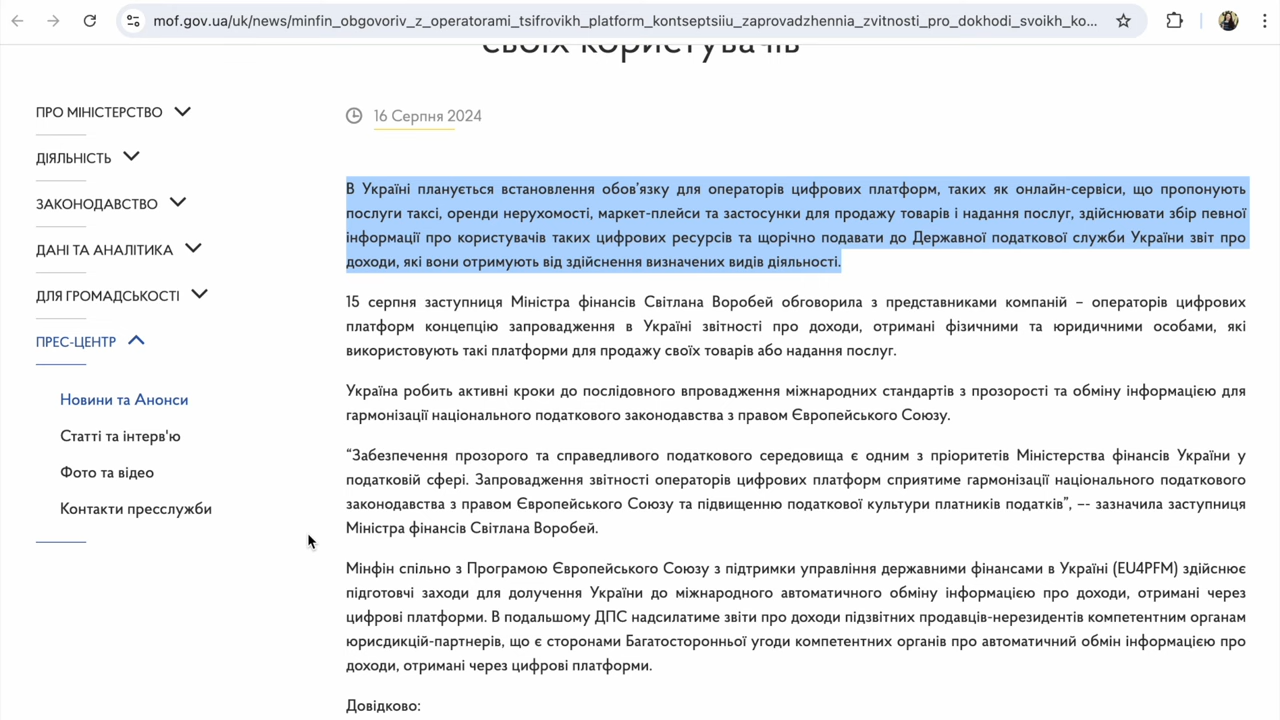 mof.gov.ua/uk/news/minfin_obgovoriv_z_operatorami_tsifrovikh_platform_kontseptsiiu_zaprovadzhennia_zvitnosti_pro_dokhodi_svoikh_ko...
своїх користувачів
ПРО МІНІСТЕРСТВО
ДІЯЛЬНІСТЬ
ЗАКОНОДАВСТВО
ДАНІ ТА АНАЛІТИКА
ДЛЯ ГРОМАДСЬКОСТІ
ПРЕС-ЦЕНТР
Новини та Анонси
Статті та інтерв'ю
Фото та відео
Контакти пресслужби
16 Серпня 2024
В Україні планується встановлення обов’язку для операторів цифрових платформ, таких як онлайн-сервіси, що пропонують
послуги таксі, оренди нерухомості, маркет-плейси та застосунки для продажу товарів і надання послуг, здійснювати збір певної
інформації про користувачів таких цифрових ресурсів та щорічно подавати до Державної податкової служби України звіт про
доходи, які вони отримують від здійснення визначених видів діяльності.
15 серпня заступниця Міністра фінансів Світлана Воробей обговорила з представниками компаній – операторів цифрових
платформ концепцію запровадження в Україні звітності про доходи, отримані фізичними та юридичними особами, які
використовують такі платформи для продажу своїх товарів або надання послуг.
Україна робить активні кроки до послідовного впровадження міжнародних стандартів з прозорості та обміну інформацією для
гармонізації національного податкового законодавства з правом Європейського Союзу.
“Забезпечення прозорого та справедливого податкового середовища є одним з пріоритетів Міністерства фінансів України у
податковій сфері. Запровадження звітності операторів цифрових платформ сприятиме гармонізації національного податкового
законодавства з правом Європейського Союзу та підвищенню податкової культури платників податків”, –- зазначила заступниця
Міністра фінансів Світлана Воробей.
Мінфін спільно з Програмою Європейського Союзу з підтримки управління державними фінансами в Україні (EU4PFM) здійснює
підготовчі заходи для долучення України до міжнародного автоматичного обміну інформацією про доходи, отримані через
цифрові платформи. В подальшому ДПС надсилатиме звіти про доходи підзвітних продавців-нерезидентів компетентним органам
юрисдикцій-партнерів, що є сторонами Багатосторонньої угоди компетентних органів про автоматичний обмін інформацією про
доходи, отримані через цифрові платформи.
Довідково: